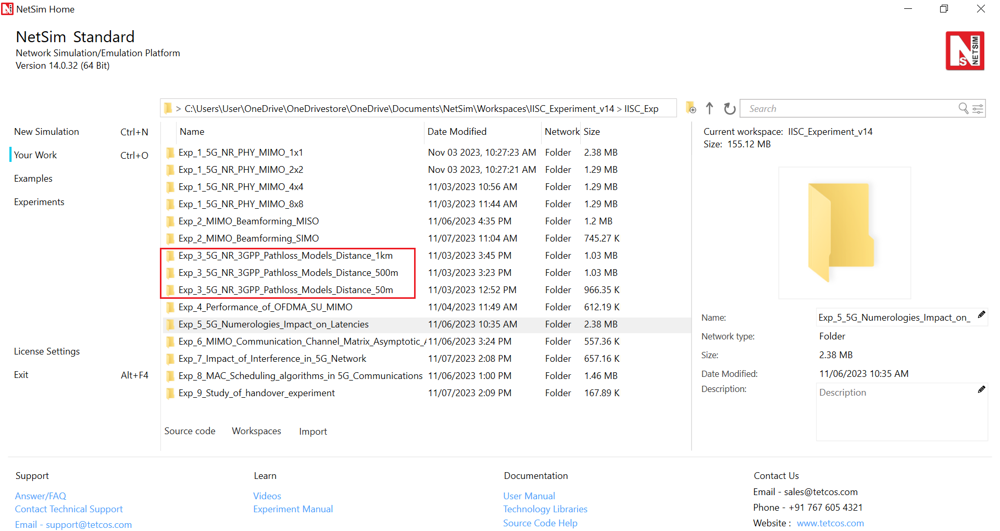 NetSim Home
NetSim Standard
Network Simulation/Emulation Platform
Version 14.0.32 (64 Bit)
NETSIM
> C:\Users\User\OneDrive\OneDrivestore\OneDrive\Documents\NetSim\Workspaces\IISC_Experiment_v14 > IISC_Exp
Search
New Simulation Ctrl+N
Your Work Ctrl+O
Examples
Experiments
License Settings
Exit Alt+F4
Name Date Modified Network Size
Exp_1_5G_NR_PHY_MIMO_1x1 Nov 03 2023, 10:27:23 AM Folder 2.38 MB
Exp_1_5G_NR_PHY_MIMO_2x2 Nov 03 2023, 10:27:21 AM Folder 1.29 MB
Exp_1_5G_NR_PHY_MIMO_4x4 11/03/2023 10:56 AM Folder 1.29 MB
Exp_1_5G_NR_PHY_MIMO_8x8 11/03/2023 11:44 AM Folder 1.29 MB
Exp_2_MIMO_Beamforming_MISO 11/06/2023 4:35 PM Folder 1.2 MB
Exp_2_MIMO_Beamforming_SIMO 11/07/2023 11:04 AM Folder 745.27 K
Exp_3_5G_NR_3GPP_Pathloss_Models_Distance_1km 11/03/2023 3:45 PM Folder 1.03 MB
Exp_3_5G_NR_3GPP_Pathloss_Models_Distance_500m 11/03/2023 3:23 PM Folder 1.03 MB
Exp_3_5G_NR_3GPP_Pathloss_Models_Distance_50m 11/03/2023 12:52 PM Folder 966.35 K
Exp_4_Performance_of_OFDMA_SU_MIMO 11/04/2023 11:49 AM Folder 612.19 K
Exp_5_5G_Numerologies_Impact_on_Latencies 11/06/2023 10:35 AM Folder 2.38 MB
Exp_6_MIMO_Communication_Channel_Matrix_Asymptotic_A 11/06/2023 3:24 PM Folder 557.36 K
Exp_7_Impact_of_Interference_in_5G_Network 11/07/2023 2:08 PM Folder 657.16 K
Exp_8_MAC_Scheduling_algorithms_in 5G_Communications 11/06/2023 1:00 PM Folder 1.46 MB
Exp_9_Study_of_handover_experiment 11/07/2023 2:09 PM Folder 167.89 K
Source code Workspaces Import
Current workspace: IISC_Experiment_v14
Size: 155.12 MB
Name: Exp_5_5G_Numerologies_Impact_on_
Network type: Folder
Size: 2.38 MB
Date Modified: 11/06/2023 10:35 AM
Description: Description
Support
Answer/FAQ
Contact Technical Support
Email - support@tetcos.com
Learn
Videos
Experiment Manual
Documentation
User Manual
Technology Libraries
Source Code Help
Contact Us
Email - sales@tetcos.com
Phone - +91 767 605 4321
Website : www.tetcos.com